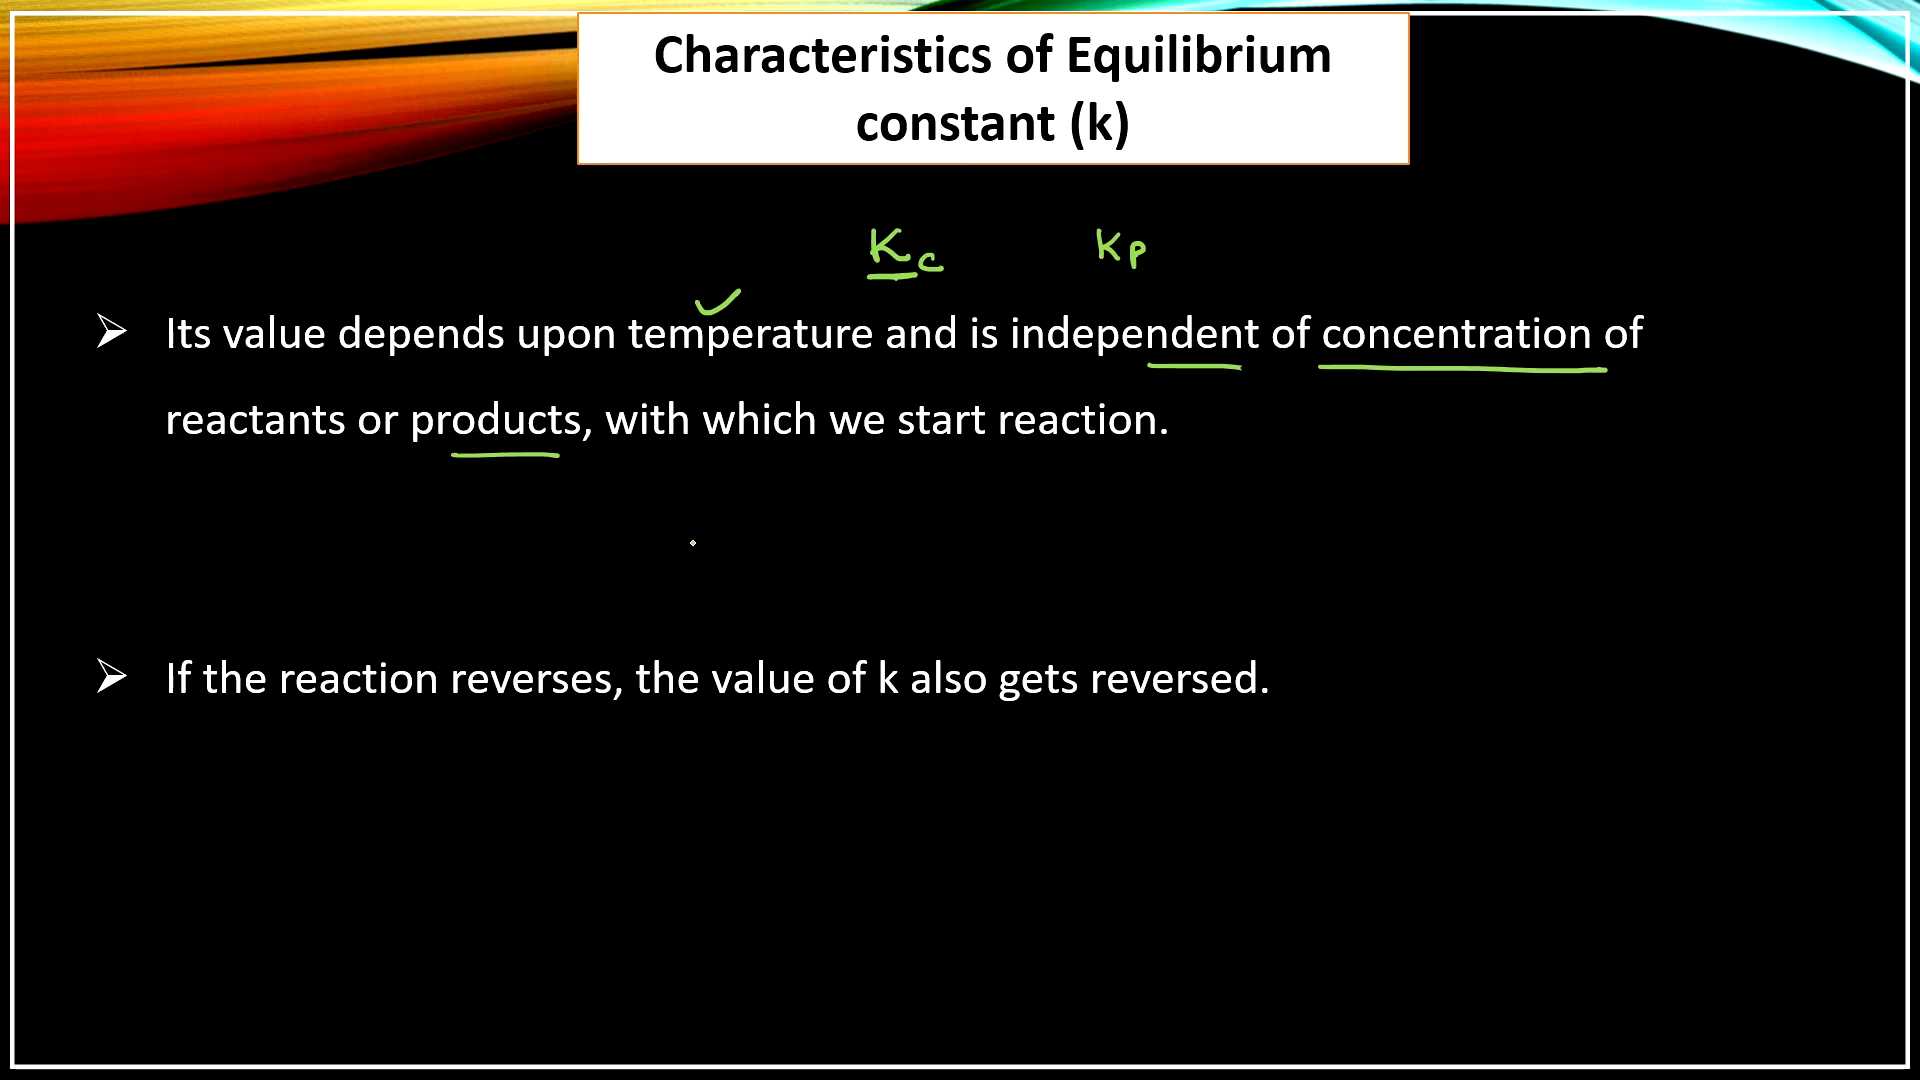 Characteristics of Equilibrium
constant (k)
Kc Kp
Its value depends upon temperature and is independent of concentration of
reactants or products, with which we start reaction.
If the reaction reverses, the value of k also gets reversed.